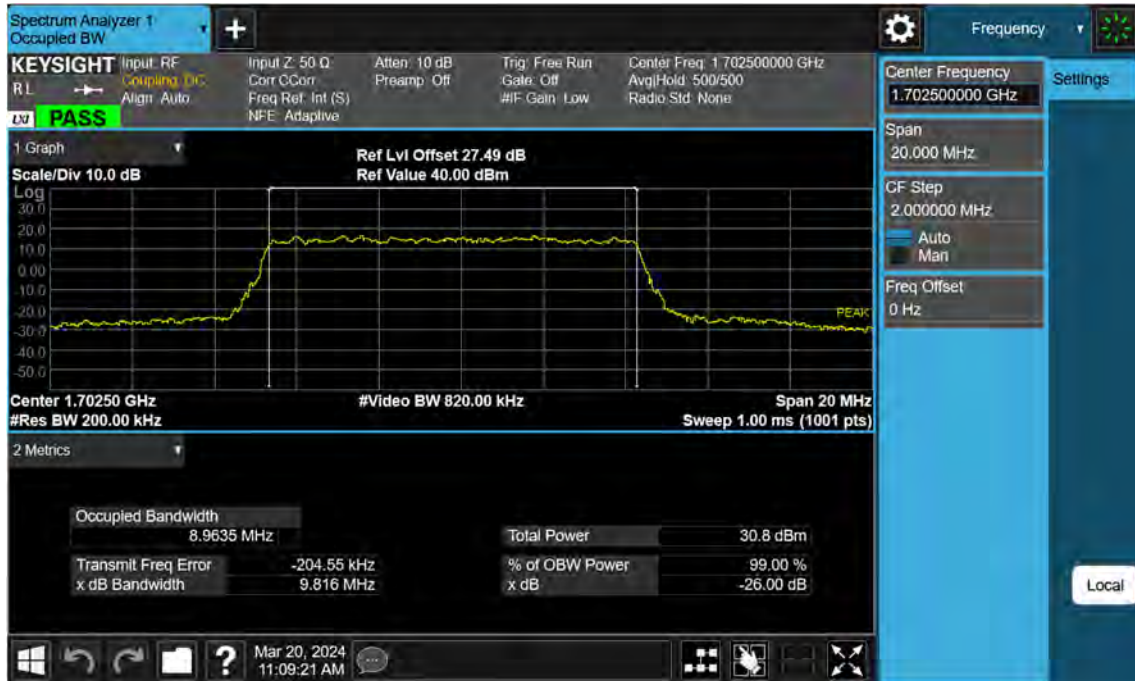 Spectrum Analyzer 1
Occupied BW
+
Frequency
KEYSIGHT
R L
LXI PASS
Input: RF
Coupling: DC
Align: Auto
Input Z: 50 Ω
Corr CCorr
Freq Ref: Int (S)
NFE: Adaptive
Atten: 10 dB
Preamp: Off
Trig: Free Run
Gate: Off
#IF Gain: Low
Center Freq: 1.702500000 GHz
Avg|Hold: 500/500
Radio Std: None
Center Frequency
1.702500000 GHz
Settings
Span
20.000 MHz
CF Step
2.000000 MHz
Auto
Man
Freq Offset
0 Hz
1 Graph
Scale/Div 10.0 dB
Ref Lvl Offset 27.49 dB
Ref Value 40.00 dBm
Log
30.0
20.0
10.0
0.00
-10.0
-20.0
-30.0
-40.0
-50.0
PEAK
Center 1.70250 GHz
#Video BW 820.00 kHz
Span 20 MHz
#Res BW 200.00 kHz
Sweep 1.00 ms (1001 pts)
2 Metrics
Occupied Bandwidth
8.9635 MHz
Total Power 30.8 dBm
Transmit Freq Error -204.55 kHz
% of OBW Power 99.00 %
x dB Bandwidth 9.816 MHz
x dB -26.00 dB
Local
?
Mar 20, 2024
11:09:21 AM